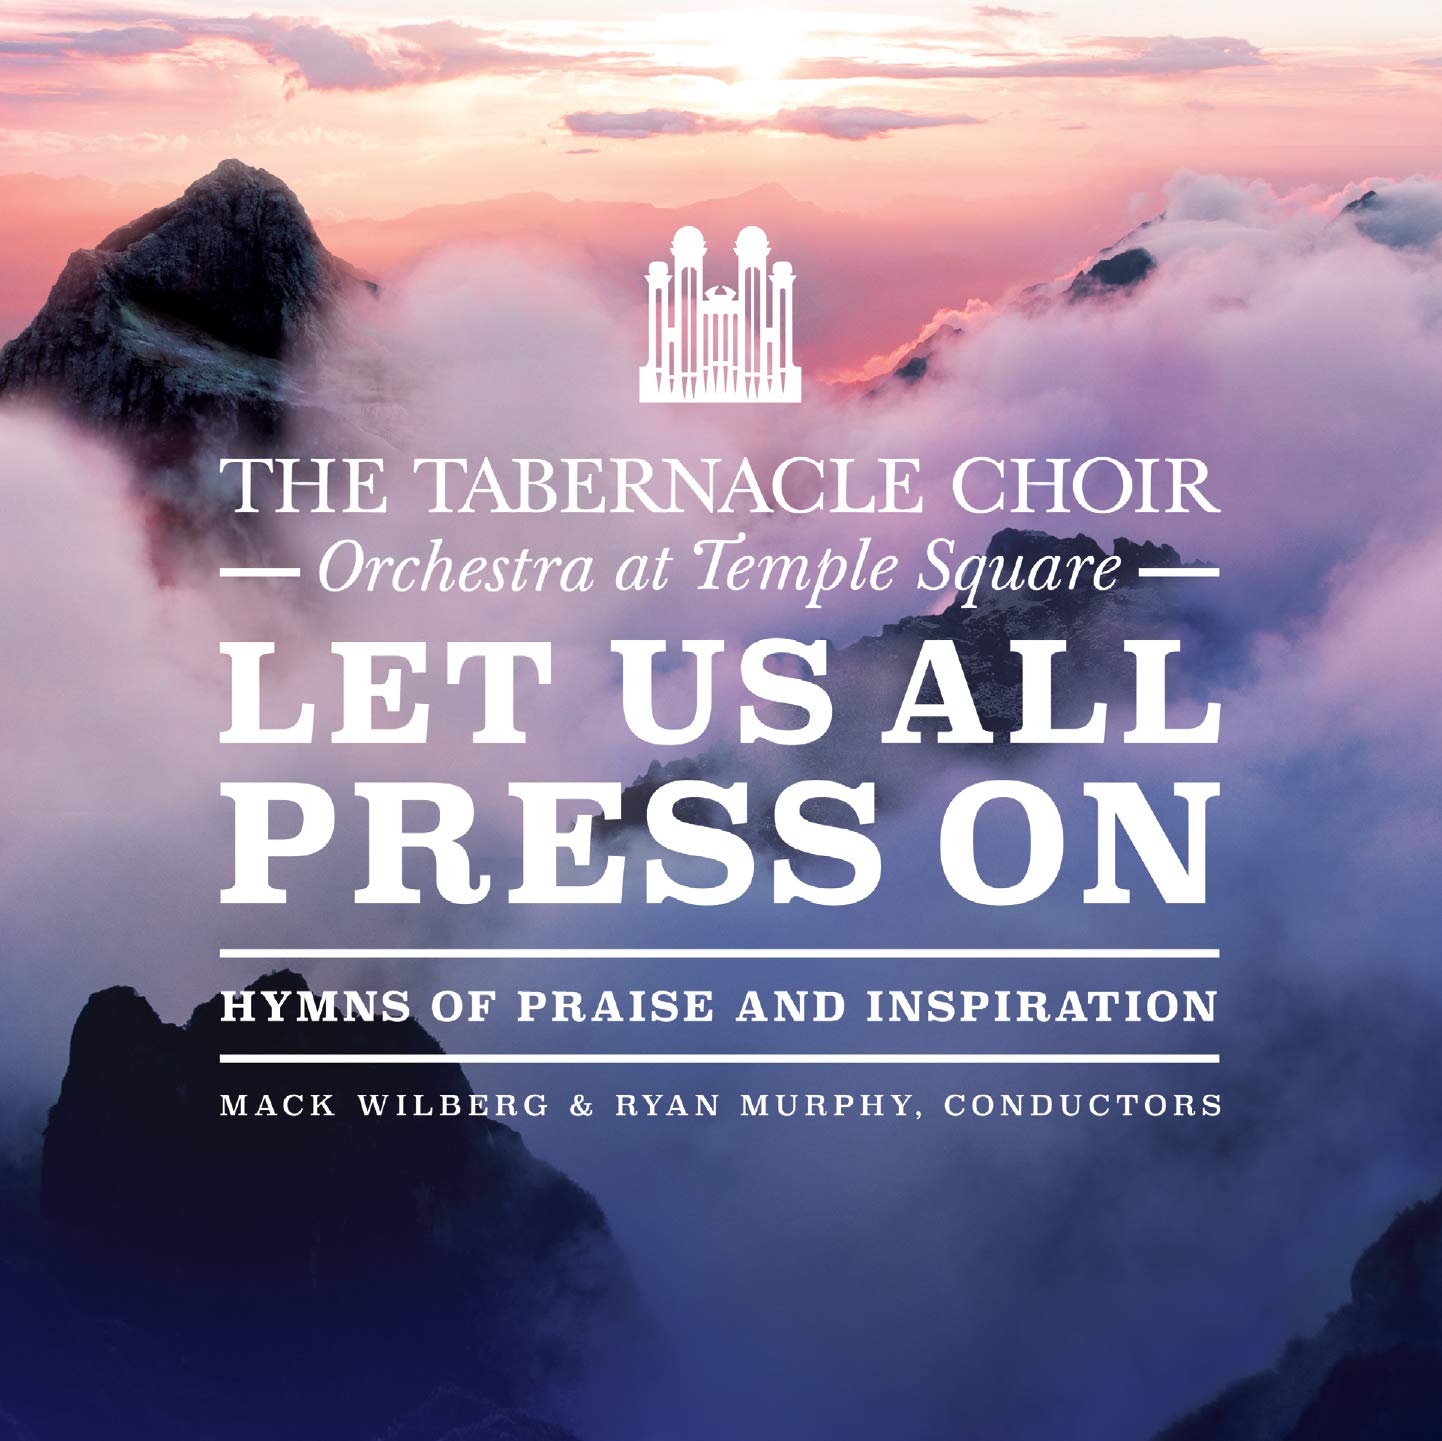 THE TABERNACLE CHOIR
Orchestra at Temple Square
LET US ALL
PRESS ON
HYMNS OF PRAISE AND INSPIRATION
MACK WILBERG & RYAN MURPHY, CONDUCTORS